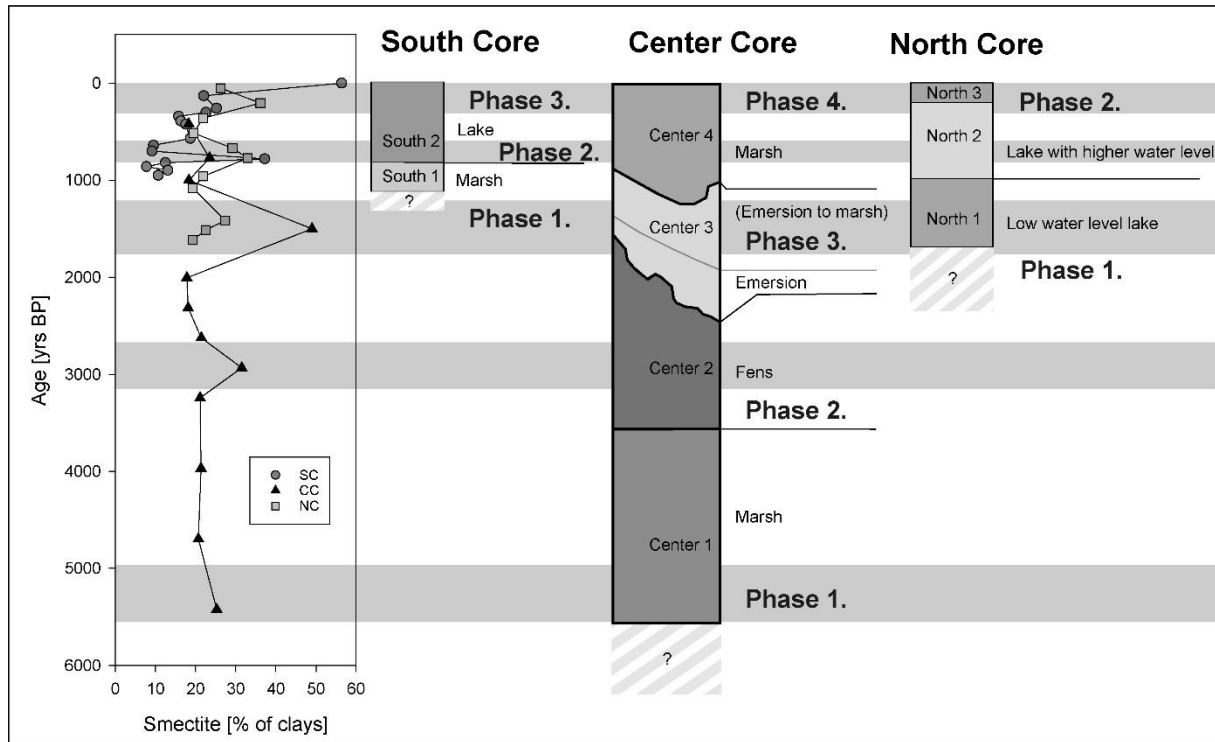 South Core
Center Core
North Core
0
1000
2000
3000
4000
5000
6000
Age [yrs BP]
0 10 20 30 40 50 60
Smectite [% of clays]
SC
CC
NC
South 2
South 1
?
Phase 3.
Lake
Phase 2.
Marsh
Phase 1.
Center 4
Center 3
Center 2
Center 1
?
Phase 4.
Marsh
(Emersion to marsh)
Phase 3.
Emersion
Fens
Phase 2.
Marsh
Phase 1.
North 3
North 2
North 1
?
Phase 2.
Lake with higher water level
Low water level lake
Phase 1.